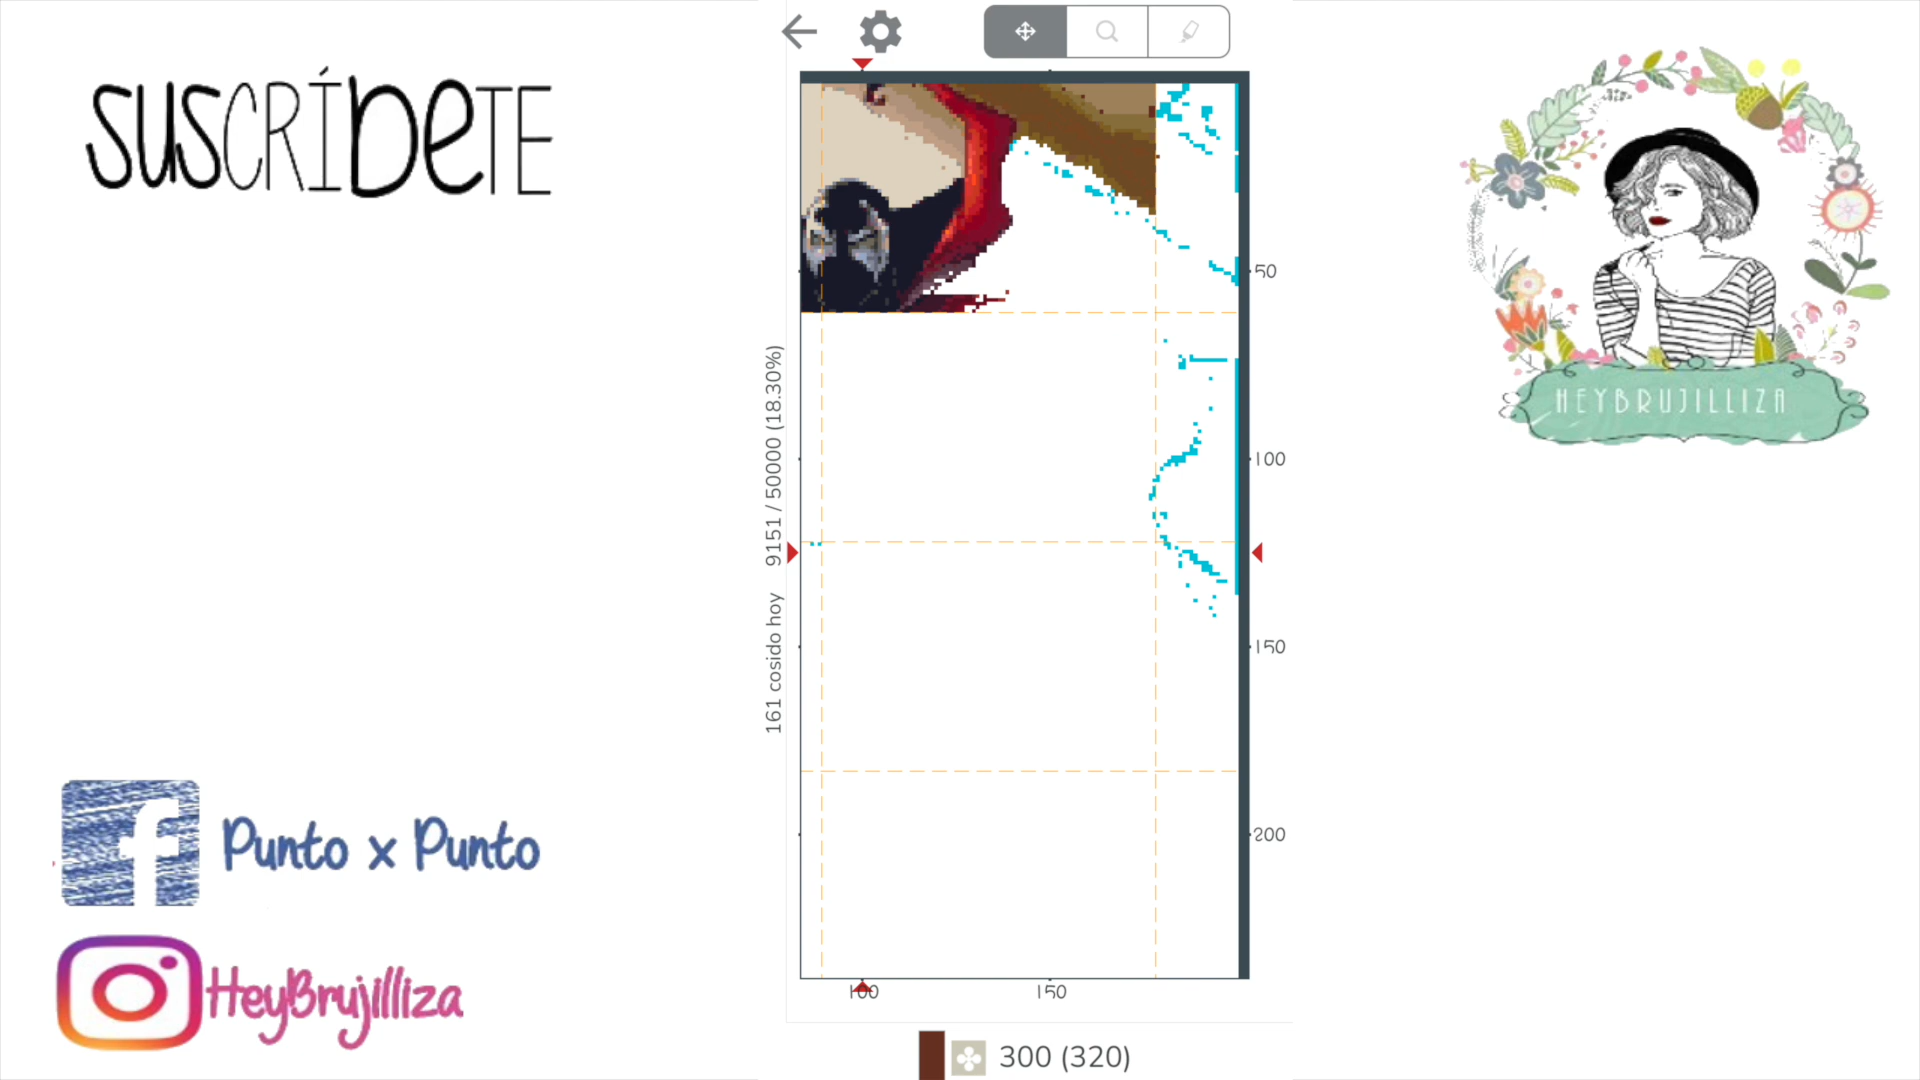 SUSCRÍBETE
50
100
150
200
9151 / 50000 (18.30%)
161 cosido hoy
100
150
300 (320)
HEYBRUJILLIZA
Punto x Punto
HeyBrujilliza